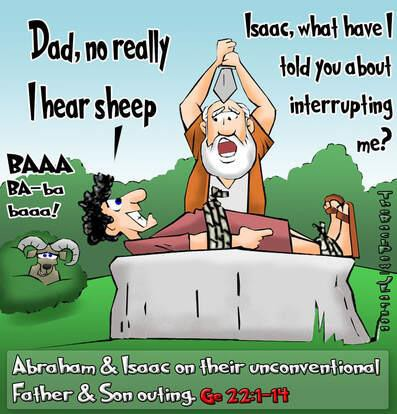 Dad, no really
I hear sheep
Isaac, what have I
told you about
interrupting
me?
BAAA
BA-ba
baaa!
Abraham & Isaac on their unconventional
Father & Son outing. Ge 22:1-14